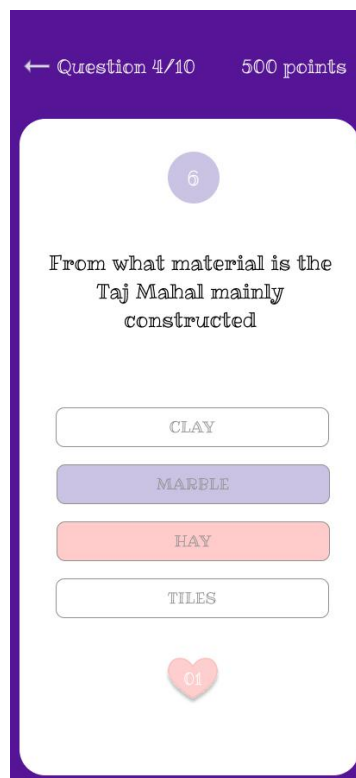 ← Question 4/10 500 points
6
From what material is the
Taj Mahal mainly
constructed
CLAY
MARBLE
HAY
TILES
01